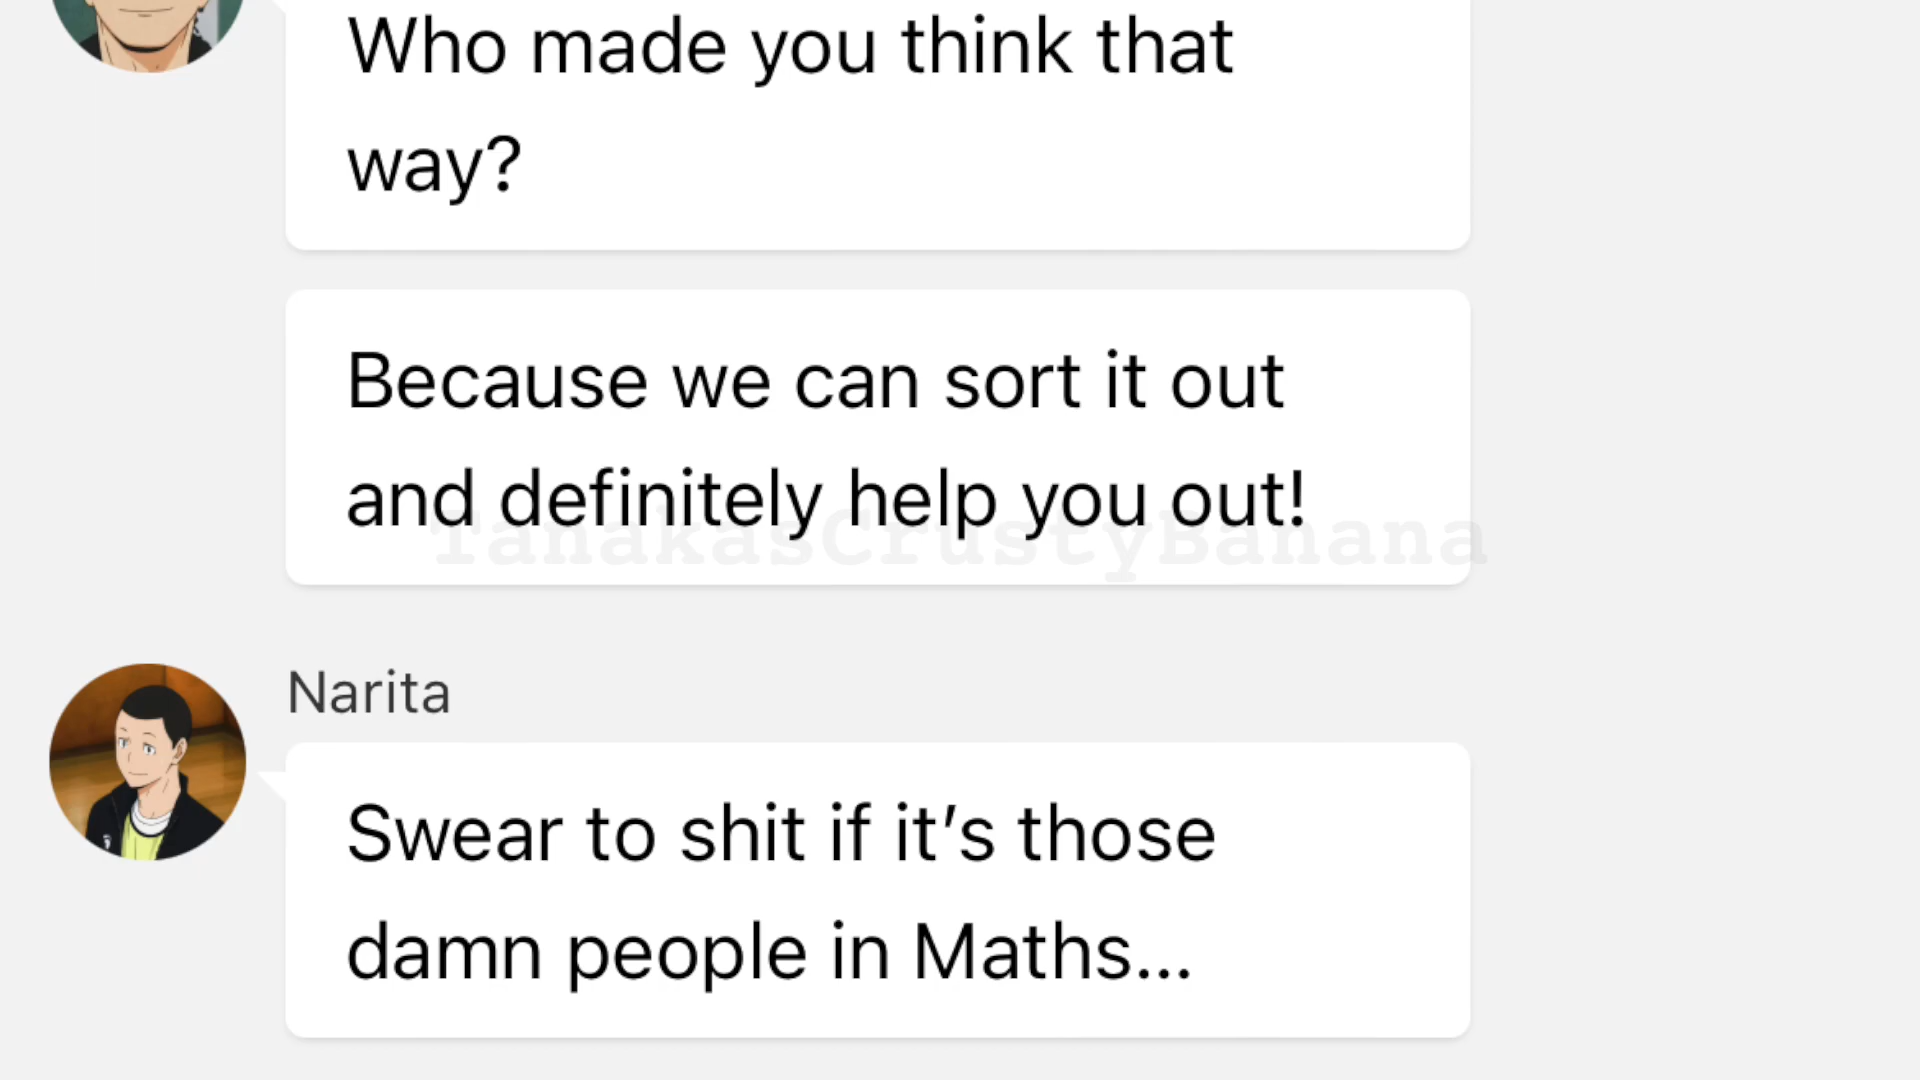 Who made you think that
way?
Because we can sort it out
and definitely help you out!
TanakasCrustyBanana
Narita
Swear to shit if it’s those
damn people in Maths...